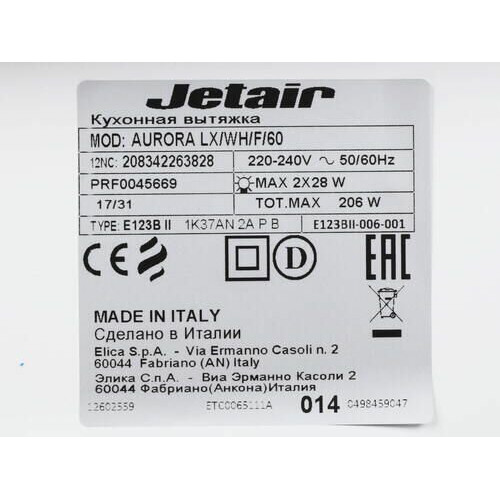 Jetair
Кухонная вытяжка
MOD: AURORA LX/WH/F/60
12NC: 208342263828 220-240V ~ 50/60Hz
PRF0045669 MAX 2X28 W
17/31 TOT.MAX 206 W
TYPE: E123B II 1K37AN 2A P B E123BII-006-001
CE D EAC
MADE IN ITALY
Сделано в Италии
Elica S.p.A. - Via Ermanno Casoli n. 2
60044 Fabriano (AN) Italy
Элика С.п.А. - Виа Эрманно Касоли 2
60044 Фабриано(Анкона)Италия
12602559 ETC0065111A 014 0498459047